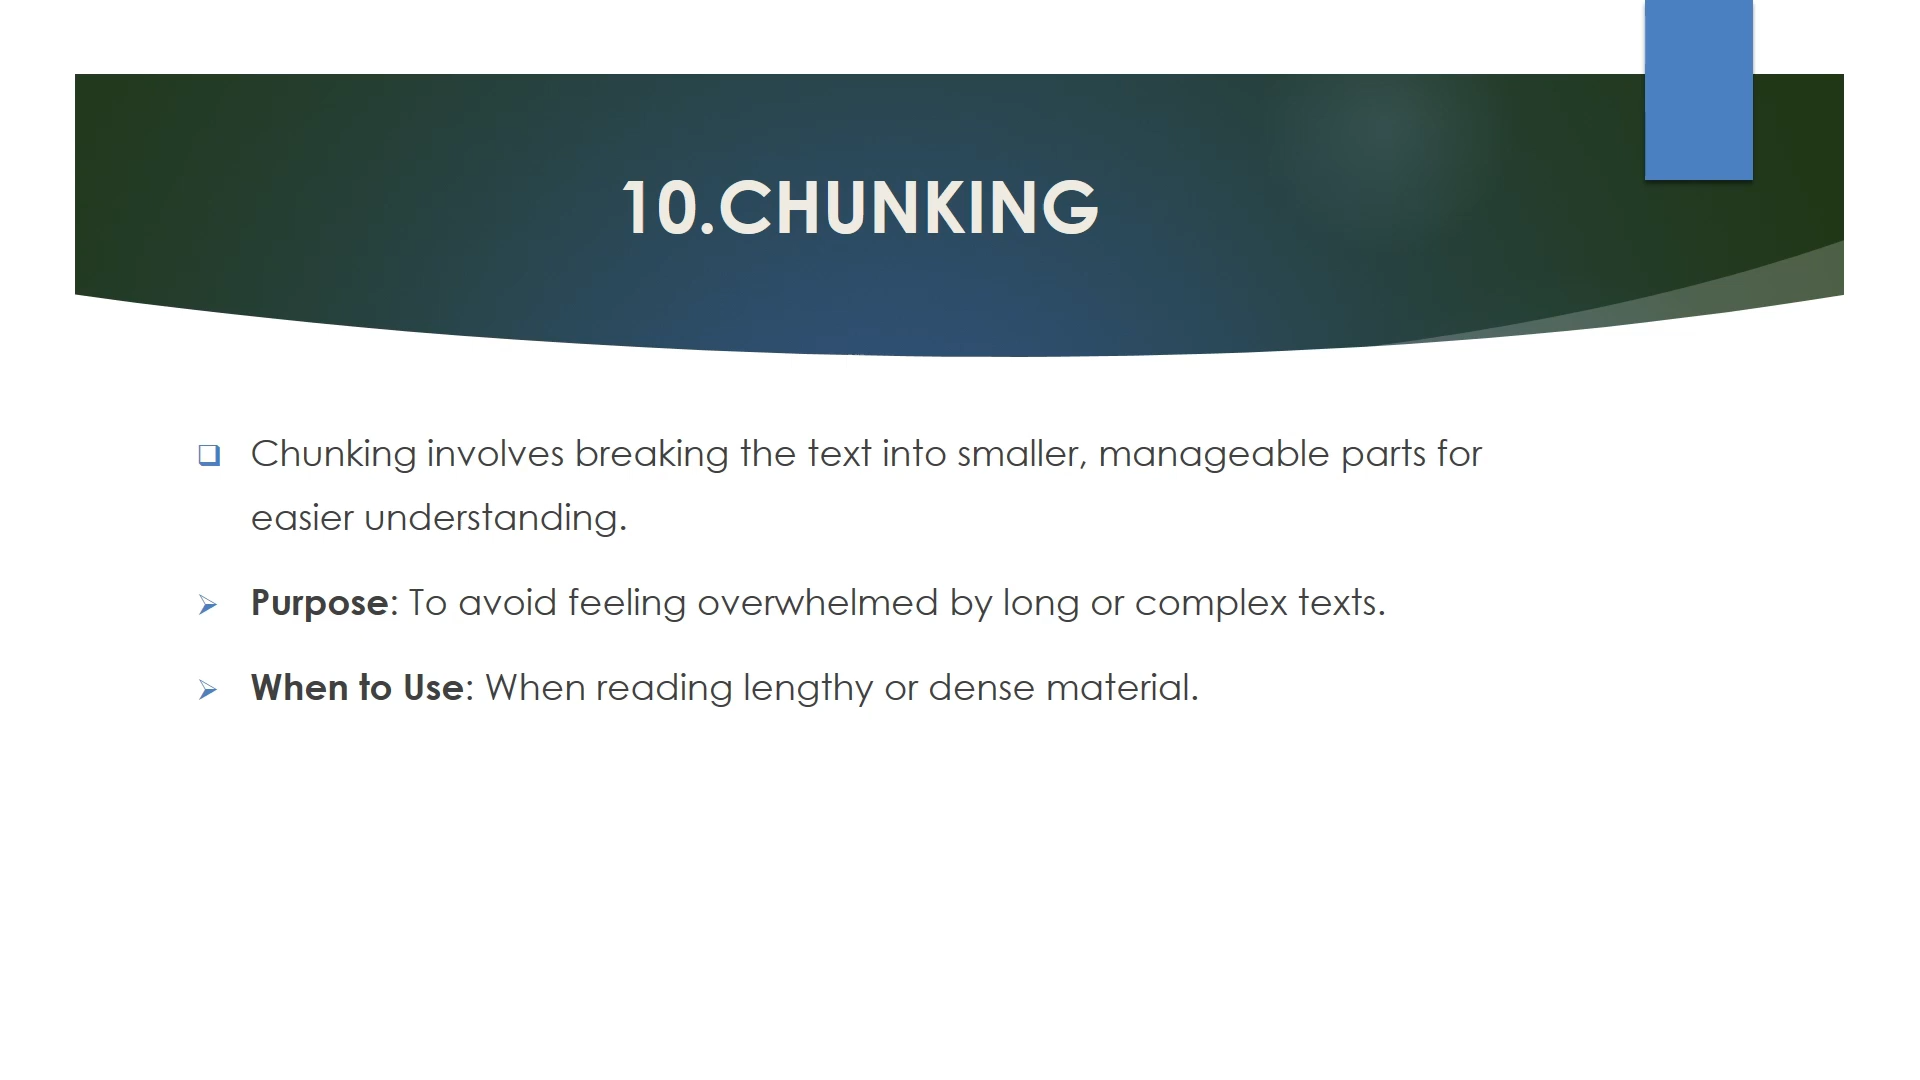 10.CHUNKING
Chunking involves breaking the text into smaller, manageable parts for
easier understanding.
Purpose: To avoid feeling overwhelmed by long or complex texts.
When to Use: When reading lengthy or dense material.